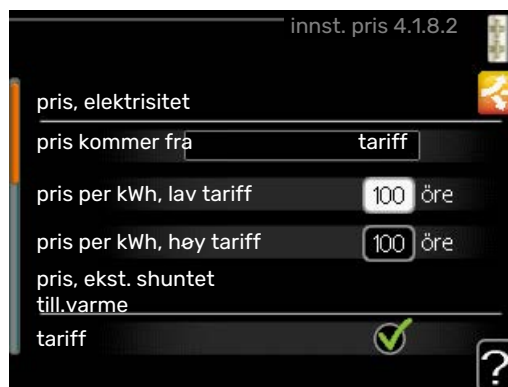 innst. pris 4.1.8.2
pris, elektrisitet
pris kommer fra tariff
pris per kWh, lav tariff 100 öre
pris per kWh, høy tariff 100 öre
pris, ekst. shuntet
till.varme
tariff
?